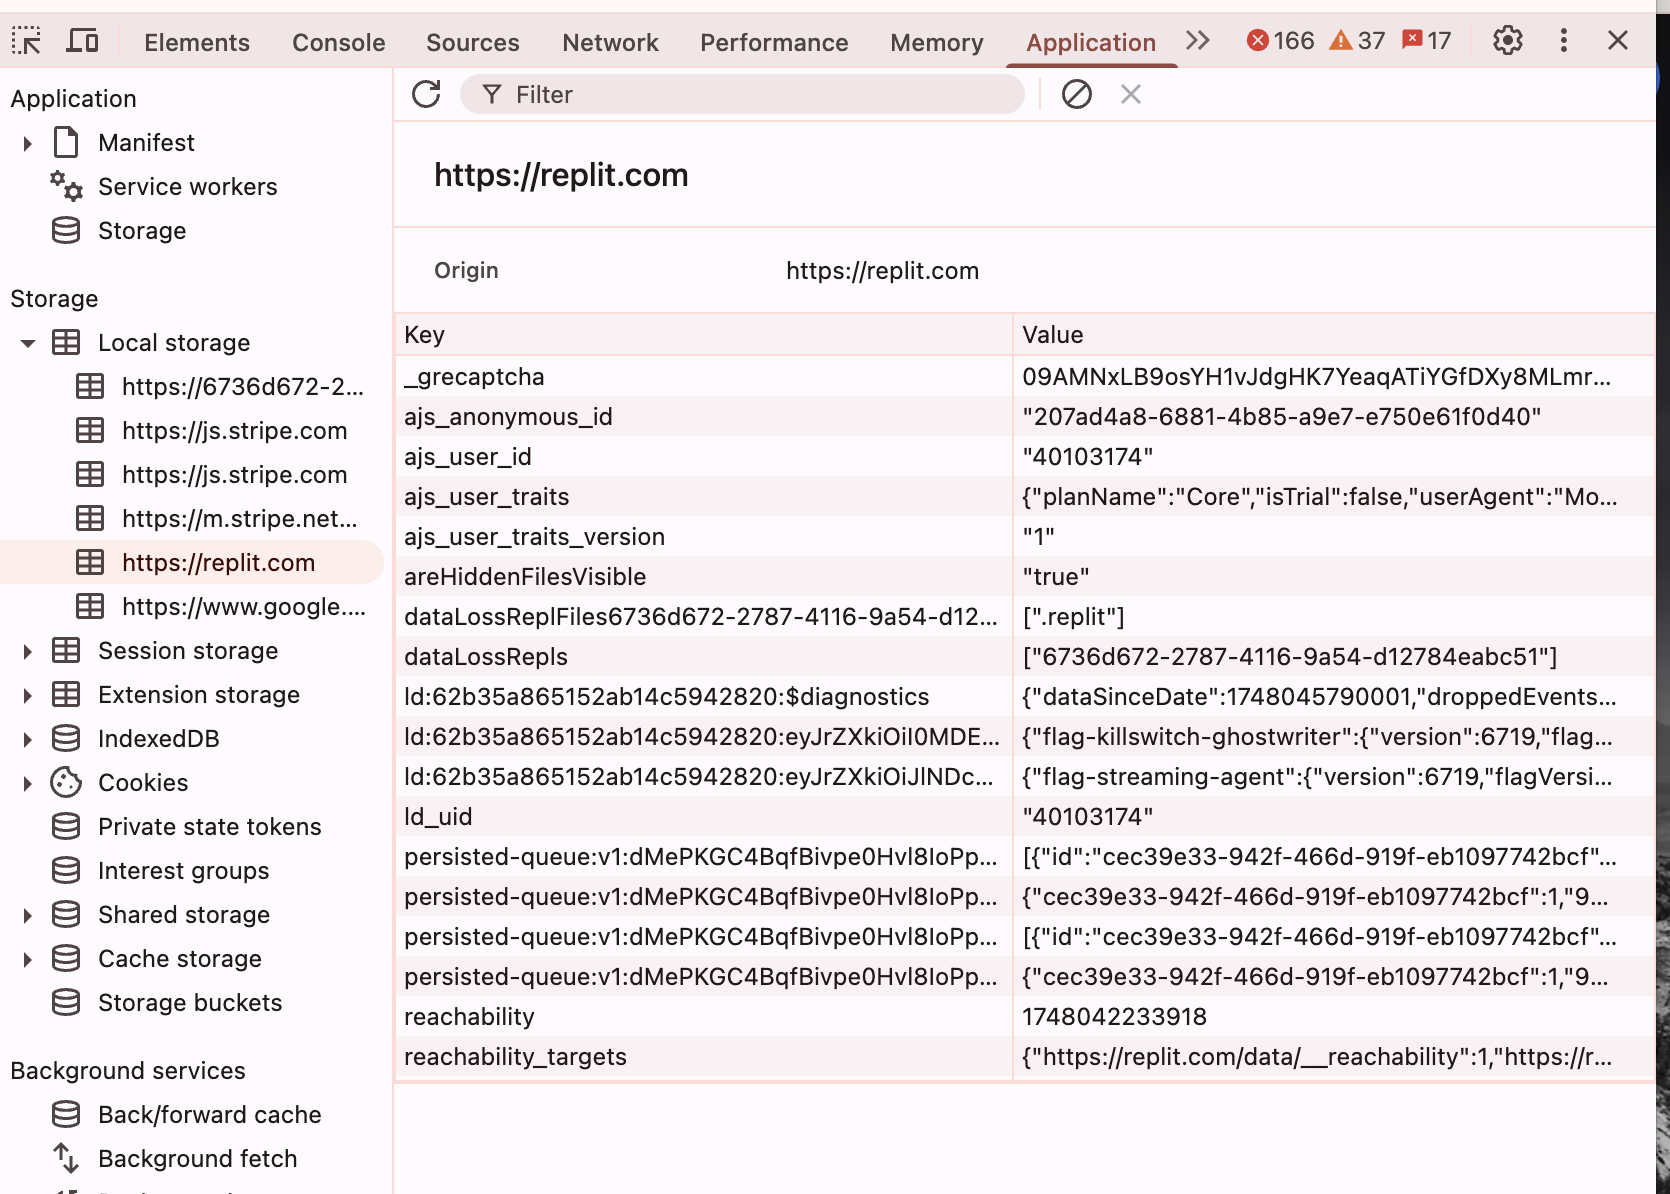 Elements Console Sources Network Performance Memory Application 166 37 17
Application
Manifest
Service workers
Storage
Storage
Local storage
https://6736d672-2...
https://js.stripe.com
https://js.stripe.com
https://m.stripe.net...
https://replit.com
https://www.google....
Session storage
Extension storage
IndexedDB
Cookies
Private state tokens
Interest groups
Shared storage
Cache storage
Storage buckets
Background services
Back/forward cache
Background fetch
Filter
https://replit.com
Origin https://replit.com
Key Value
_grecaptcha 09AMNxLB9osYH1vJdgHK7YeaqATiYGfDXy8MLmr...
ajs_anonymous_id "207ad4a8-6881-4b85-a9e7-e750e61f0d40"
ajs_user_id "40103174"
ajs_user_traits {"planName":"Core","isTrial":false,"userAgent":"Mo...
ajs_user_traits_version "1"
areHiddenFilesVisible "true"
dataLossReplFiles6736d672-2787-4116-9a54-d12... [".replit"]
dataLossRepls ["6736d672-2787-4116-9a54-d12784eabc51"]
ld:62b35a865152ab14c5942820:$diagnostics {"dataSinceDate":1748045790001,"droppedEvents...
ld:62b35a865152ab14c5942820:eyJrZXkiOiI0MDE... {"flag-killswitch-ghostwriter":{"version":6719,"flag...
ld:62b35a865152ab14c5942820:eyJrZXkiOiJlNDc... {"flag-streaming-agent":{"version":6719,"flagVersi...
ld_uid "40103174"
persisted-queue:v1:dMePKGC4BqfBivpe0Hvl8IoPp... [{"id":"cec39e33-942f-466d-919f-eb1097742bcf"...
persisted-queue:v1:dMePKGC4BqfBivpe0Hvl8IoPp... {"cec39e33-942f-466d-919f-eb1097742bcf":1,"9...
persisted-queue:v1:dMePKGC4BqfBivpe0Hvl8IoPp... [{"id":"cec39e33-942f-466d-919f-eb1097742bcf"...
persisted-queue:v1:dMePKGC4BqfBivpe0Hvl8IoPp... {"cec39e33-942f-466d-919f-eb1097742bcf":1,"9...
reachability 1748042233918
reachability_targets {"https://replit.com/data/__reachability":1,"https://r...